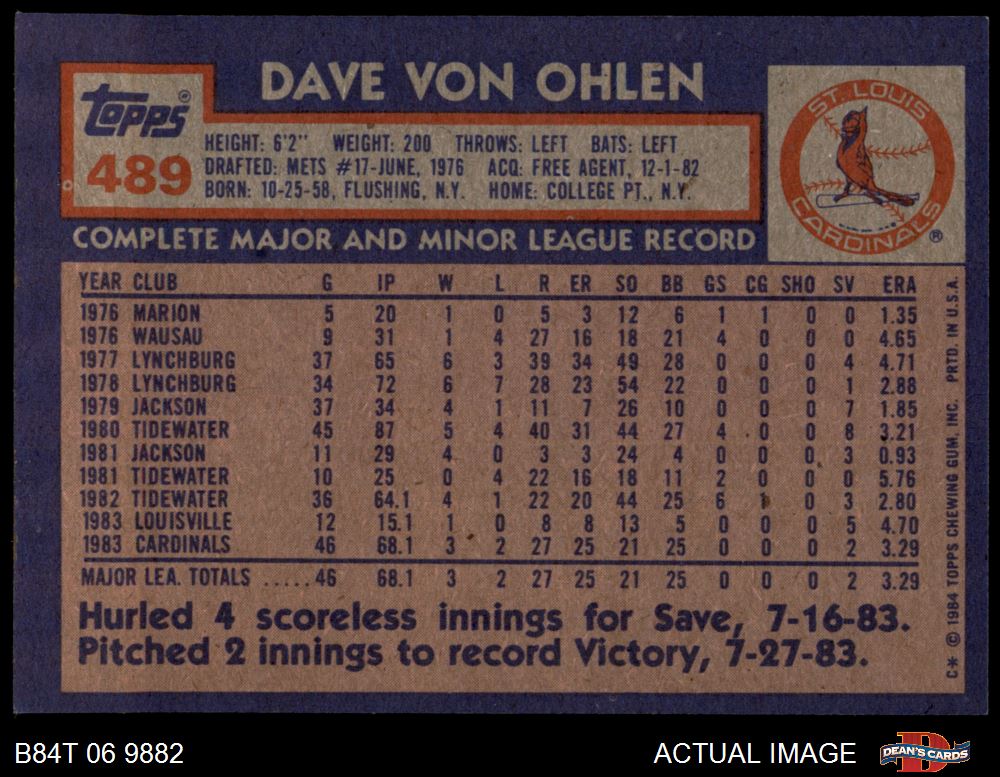 DAVE VON OHLEN
TOPPS®
489
HEIGHT: 6'2" WEIGHT: 200 THROWS: LEFT BATS: LEFT
DRAFTED: METS #17-JUNE, 1976 ACQ: FREE AGENT, 12-1-82
BORN: 10-25-58, FLUSHING, N.Y. HOME: COLLEGE PT., N.Y.
ST. LOUIS
CARDINALS ®
COMPLETE MAJOR AND MINOR LEAGUE RECORD
YEAR CLUB G IP W L R ER SO BB GS CG SHO SV ERA
1976 MARION 5 20 1 0 5 3 12 6 1 1 0 0 1.35
1976 WAUSAU 9 31 1 4 27 16 18 21 4 0 0 0 4.65
1977 LYNCHBURG 37 65 6 3 39 34 49 28 0 0 0 4 4.71
1978 LYNCHBURG 34 72 6 7 28 23 54 22 0 0 0 1 2.88
1979 JACKSON 37 34 4 1 11 7 26 10 0 0 0 7 1.85
1980 TIDEWATER 45 87 5 4 40 31 44 27 4 0 0 8 3.21
1981 JACKSON 11 29 4 0 3 3 24 4 0 0 0 3 0.93
1981 TIDEWATER 10 25 0 4 22 16 18 11 2 0 0 0 5.76
1982 TIDEWATER 36 64.1 4 1 22 20 44 25 6 1 0 3 2.80
1983 LOUISVILLE 12 15.1 1 0 8 8 13 5 0 0 0 5 4.70
1983 CARDINALS 46 68.1 3 2 27 25 21 25 0 0 0 2 3.29
MAJOR LEA. TOTALS .....46 68.1 3 2 27 25 21 25 0 0 0 2 3.29
Hurled 4 scoreless innings for Save, 7-16-83.
Pitched 2 innings to record Victory, 7-27-83.
C* © 1984 TOPPS CHEWING GUM, INC. PRTD. IN U.S.A.
B84T 06 9882
ACTUAL IMAGE
DEAN'S CARDS